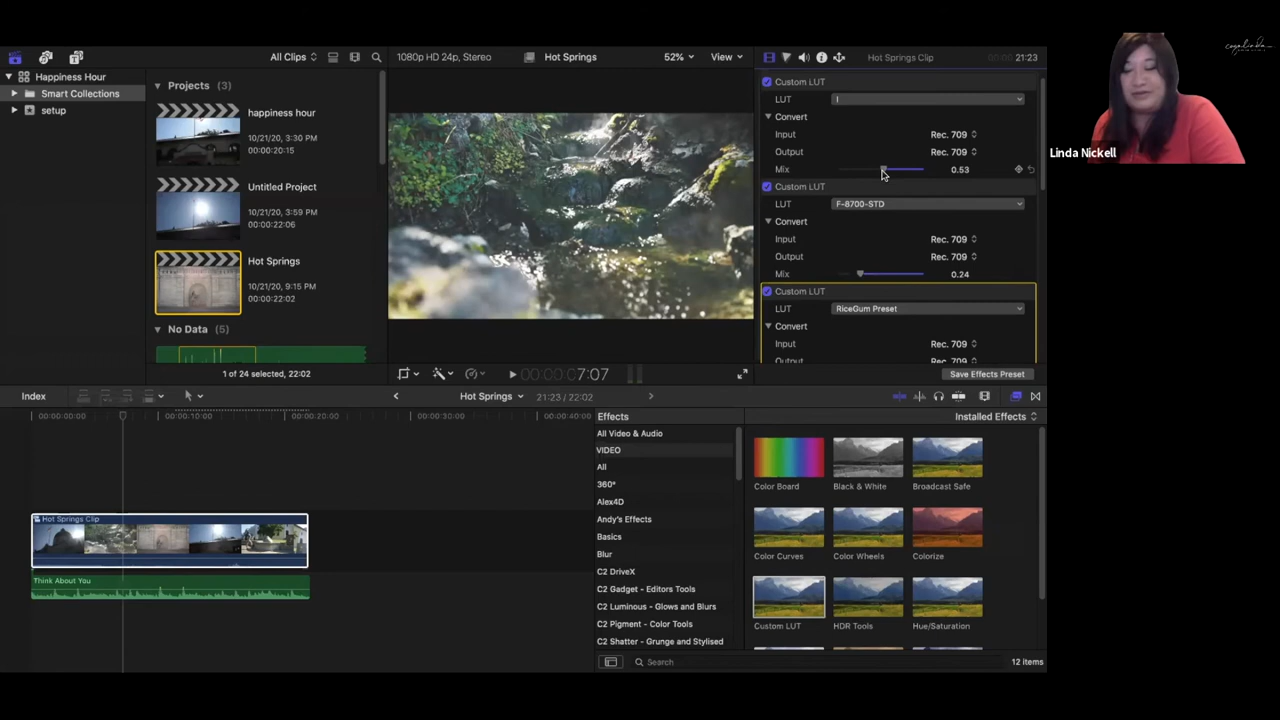 All Clips
1080p HD 24p, Stereo
Hot Springs
52%
View
Hot Springs Clip
21:23
Happiness Hour
Smart Collections
setup
Projects (3)
happiness hour
10/21/20, 3:30 PM
00:00:20:15
Untitled Project
10/21/20, 3:59 PM
00:00:22:06
Hot Springs
10/21/20, 9:15 PM
00:00:22:02
No Data (5)
1 of 24 selected, 22:02
7:07
Custom LUT
LUT
Convert
Input Rec. 709
Output Rec. 709
Mix 0.53
Custom LUT
LUT F-8700-STD
Convert
Input Rec. 709
Output Rec. 709
Mix 0.24
Custom LUT
LUT RiceGum Preset
Convert
Input Rec. 709
Output
Save Effects Preset
Linda Nickell
Index
Hot Springs
21:23 / 22:02
00:00:00:00
00:00:10:00
00:00:20:00
00:00:30:00
00:00:40:00
Hot Springs Clip
Think About You
Effects
Installed Effects
All Video & Audio
VIDEO
All
360°
Alex4D
Andy's Effects
Basics
Blur
C2 DriveX
C2 Gadget - Editors Tools
C2 Luminous - Glows and Blurs
C2 Pigment - Color Tools
C2 Shatter - Grunge and Stylised
Color Board
Black & White
Broadcast Safe
Color Curves
Color Wheels
Colorize
Custom LUT
HDR Tools
Hue/Saturation
Search
12 items